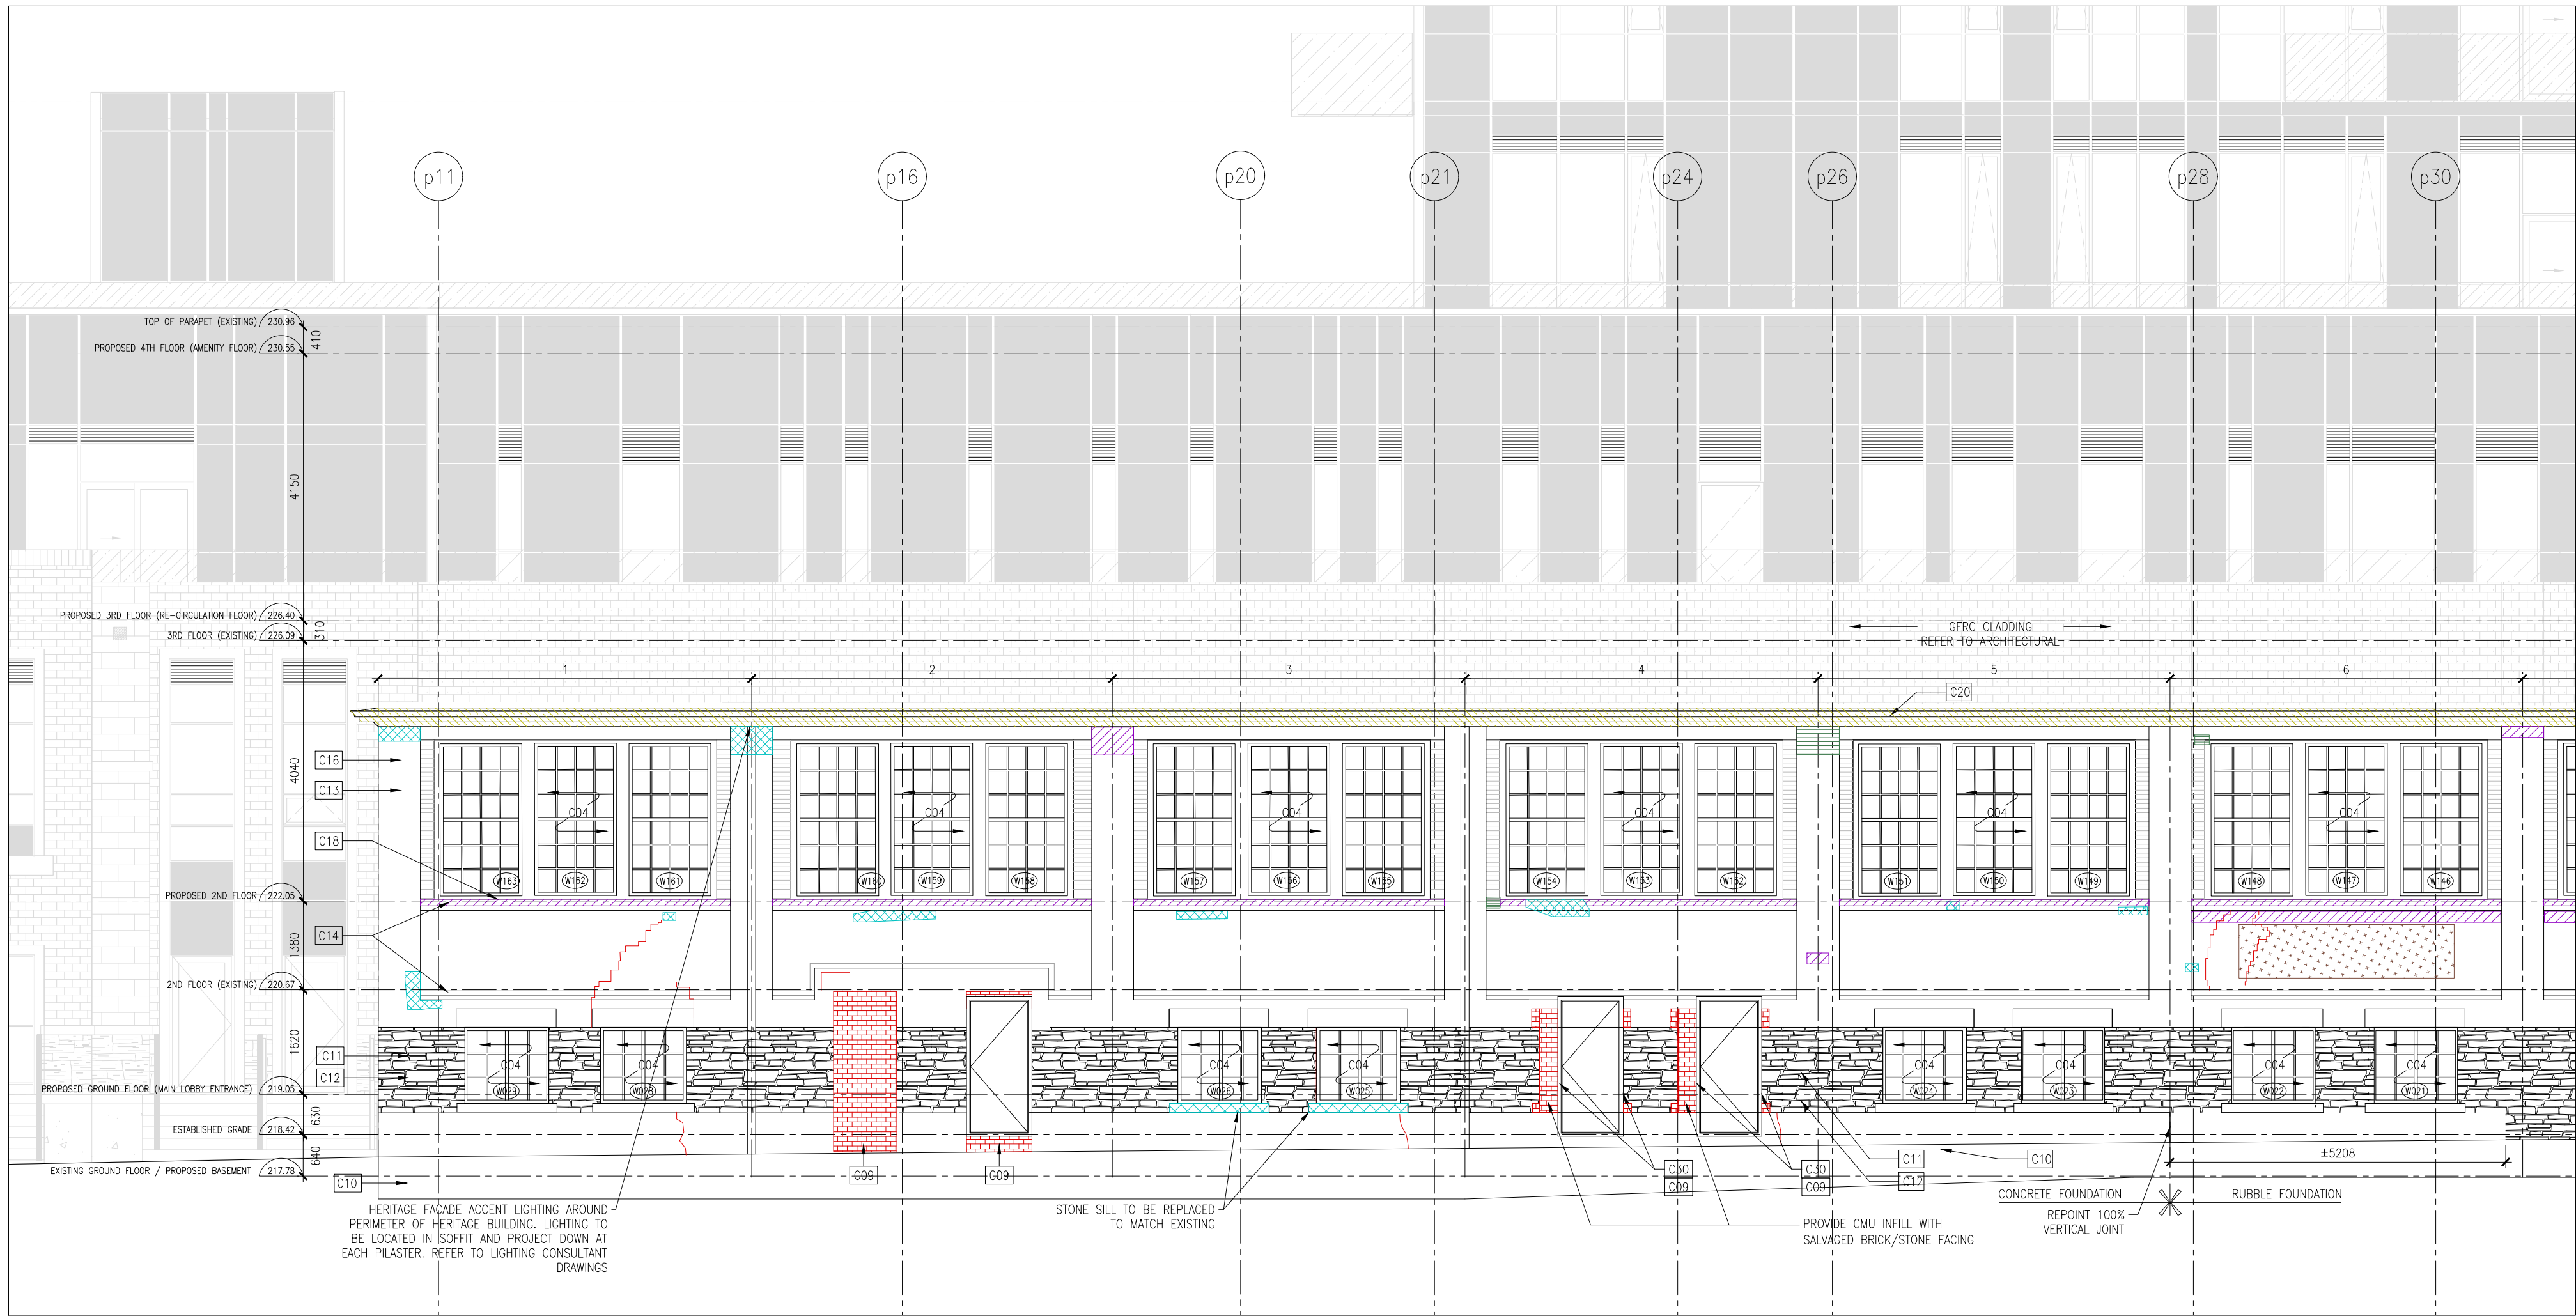 p11
p16
p20
p21
p24
p26
p28
p30
TOP OF PARAPET (EXISTING) 230.96
410
PROPOSED 4TH FLOOR (AMENITY FLOOR) 230.55
4150
PROPOSED 3RD FLOOR (RE-CIRCULATION FLOOR) 226.40
310
3RD FLOOR (EXISTING) 226.09
GFRC CLADDING
REFER TO ARCHITECTURAL
1
2
3
4
5
6
C20
C16
C13
4040
C04
C04
C04
C04
C04
C04
C18
W163
W162
W161
W160
W159
W158
W157
W156
W155
W154
W153
W152
W151
W150
W149
W148
W147
W146
PROPOSED 2ND FLOOR 222.05
C14
1380
2ND FLOOR (EXISTING) 220.67
1620
C11
C12
C04
C04
C04
C04
C04
C04
C04
C04
W029
W028
W026
W025
W024
W023
W022
W021
PROPOSED GROUND FLOOR (MAIN LOBBY ENTRANCE) 219.05
630
ESTABLISHED GRADE 218.42
640
EXISTING GROUND FLOOR / PROPOSED BASEMENT 217.78
C10
C09
C09
C30
C09
C30
C09
C11
C12
C10
±5208
CONCRETE FOUNDATION
RUBBLE FOUNDATION
REPOINT 100%
VERTICAL JOINT
HERITAGE FAÇADE ACCENT LIGHTING AROUND
PERIMETER OF HERITAGE BUILDING. LIGHTING TO
BE LOCATED IN SOFFIT AND PROJECT DOWN AT
EACH PILASTER. REFER TO LIGHTING CONSULTANT
DRAWINGS
STONE SILL TO BE REPLACED
TO MATCH EXISTING
PROVIDE CMU INFILL WITH
SALVAGED BRICK/STONE FACING